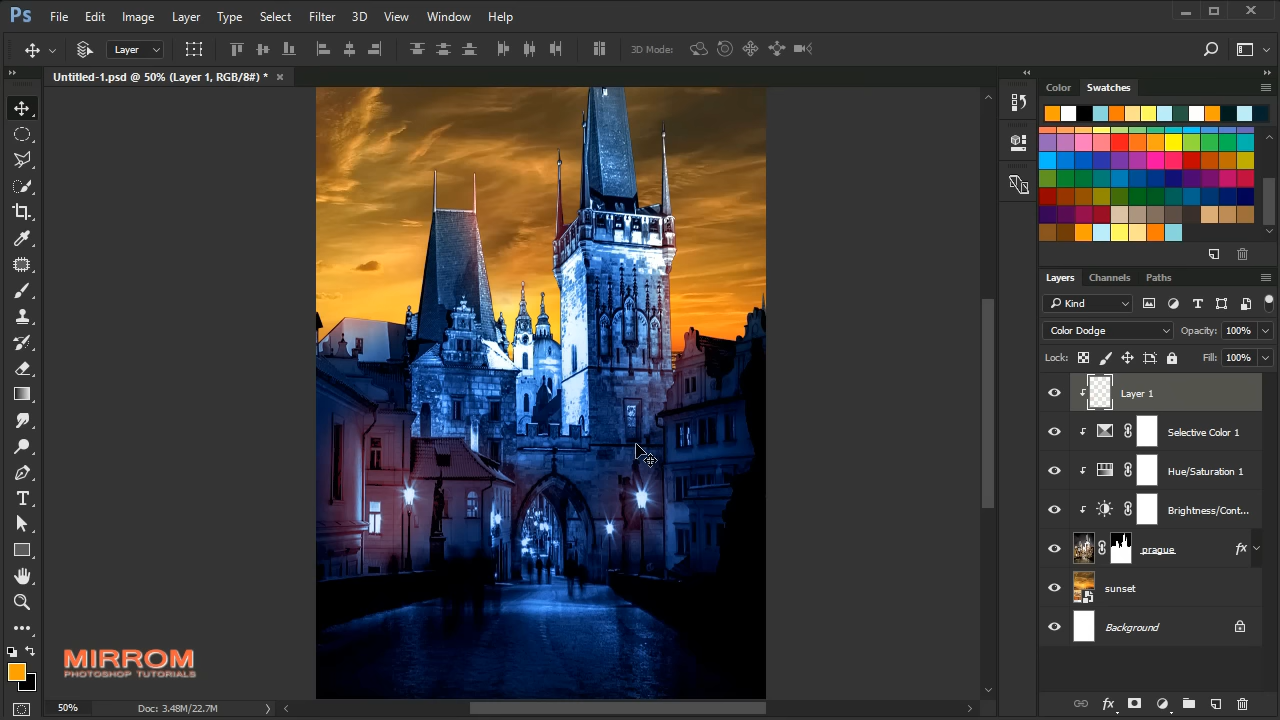 Ps File Edit Image Layer Type Select Filter 3D View Window Help
Layer 3D Mode:
Untitled-1.psd @ 50% (Layer 1, RGB/8#) *
Color Swatches
Layers Channels Paths
Kind
Color Dodge Opacity: 100%
Lock: Fill: 100%
Layer 1
Selective Color 1
Hue/Saturation 1
Brightness/Cont...
prague fx
sunset
Background
MIRROM
PHOTOSHOP TUTORIALS
50% Doc: 3.48M/22.7M
fx